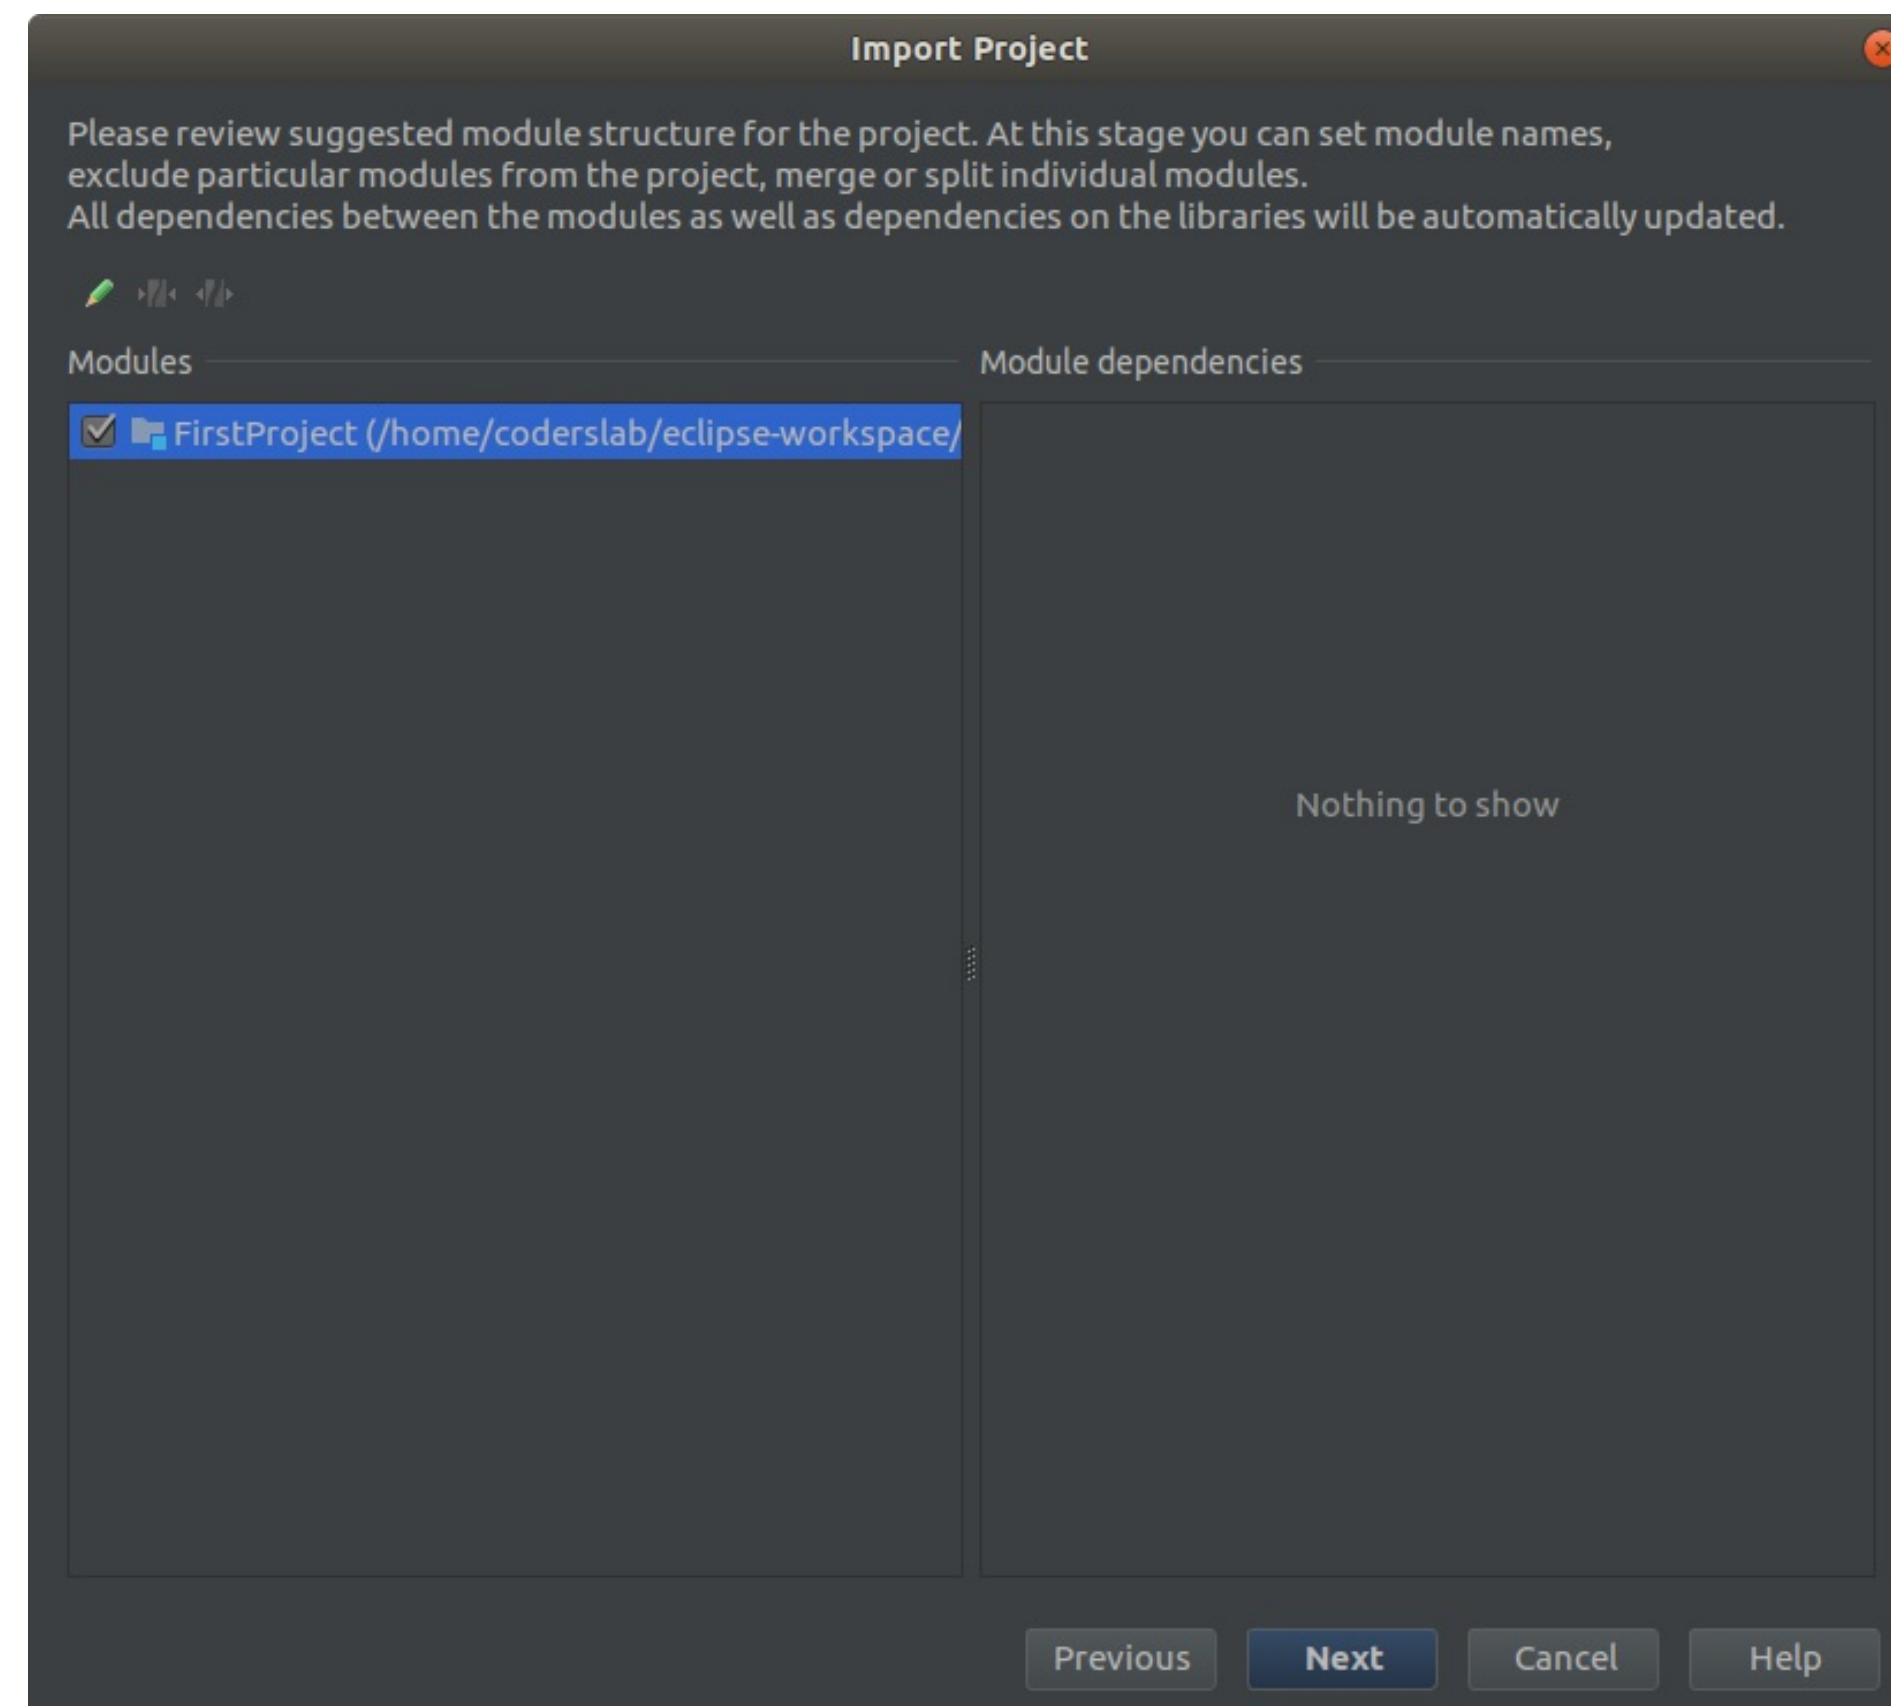 Import Project
Please review suggested module structure for the project. At this stage you can set module names,
exclude particular modules from the project, merge or split individual modules.
All dependencies between the modules as well as dependencies on the libraries will be automatically updated.
Modules
Module dependencies
FirstProject (/home/coderslab/eclipse-workspace/
Nothing to show
Previous
Next
Cancel
Help